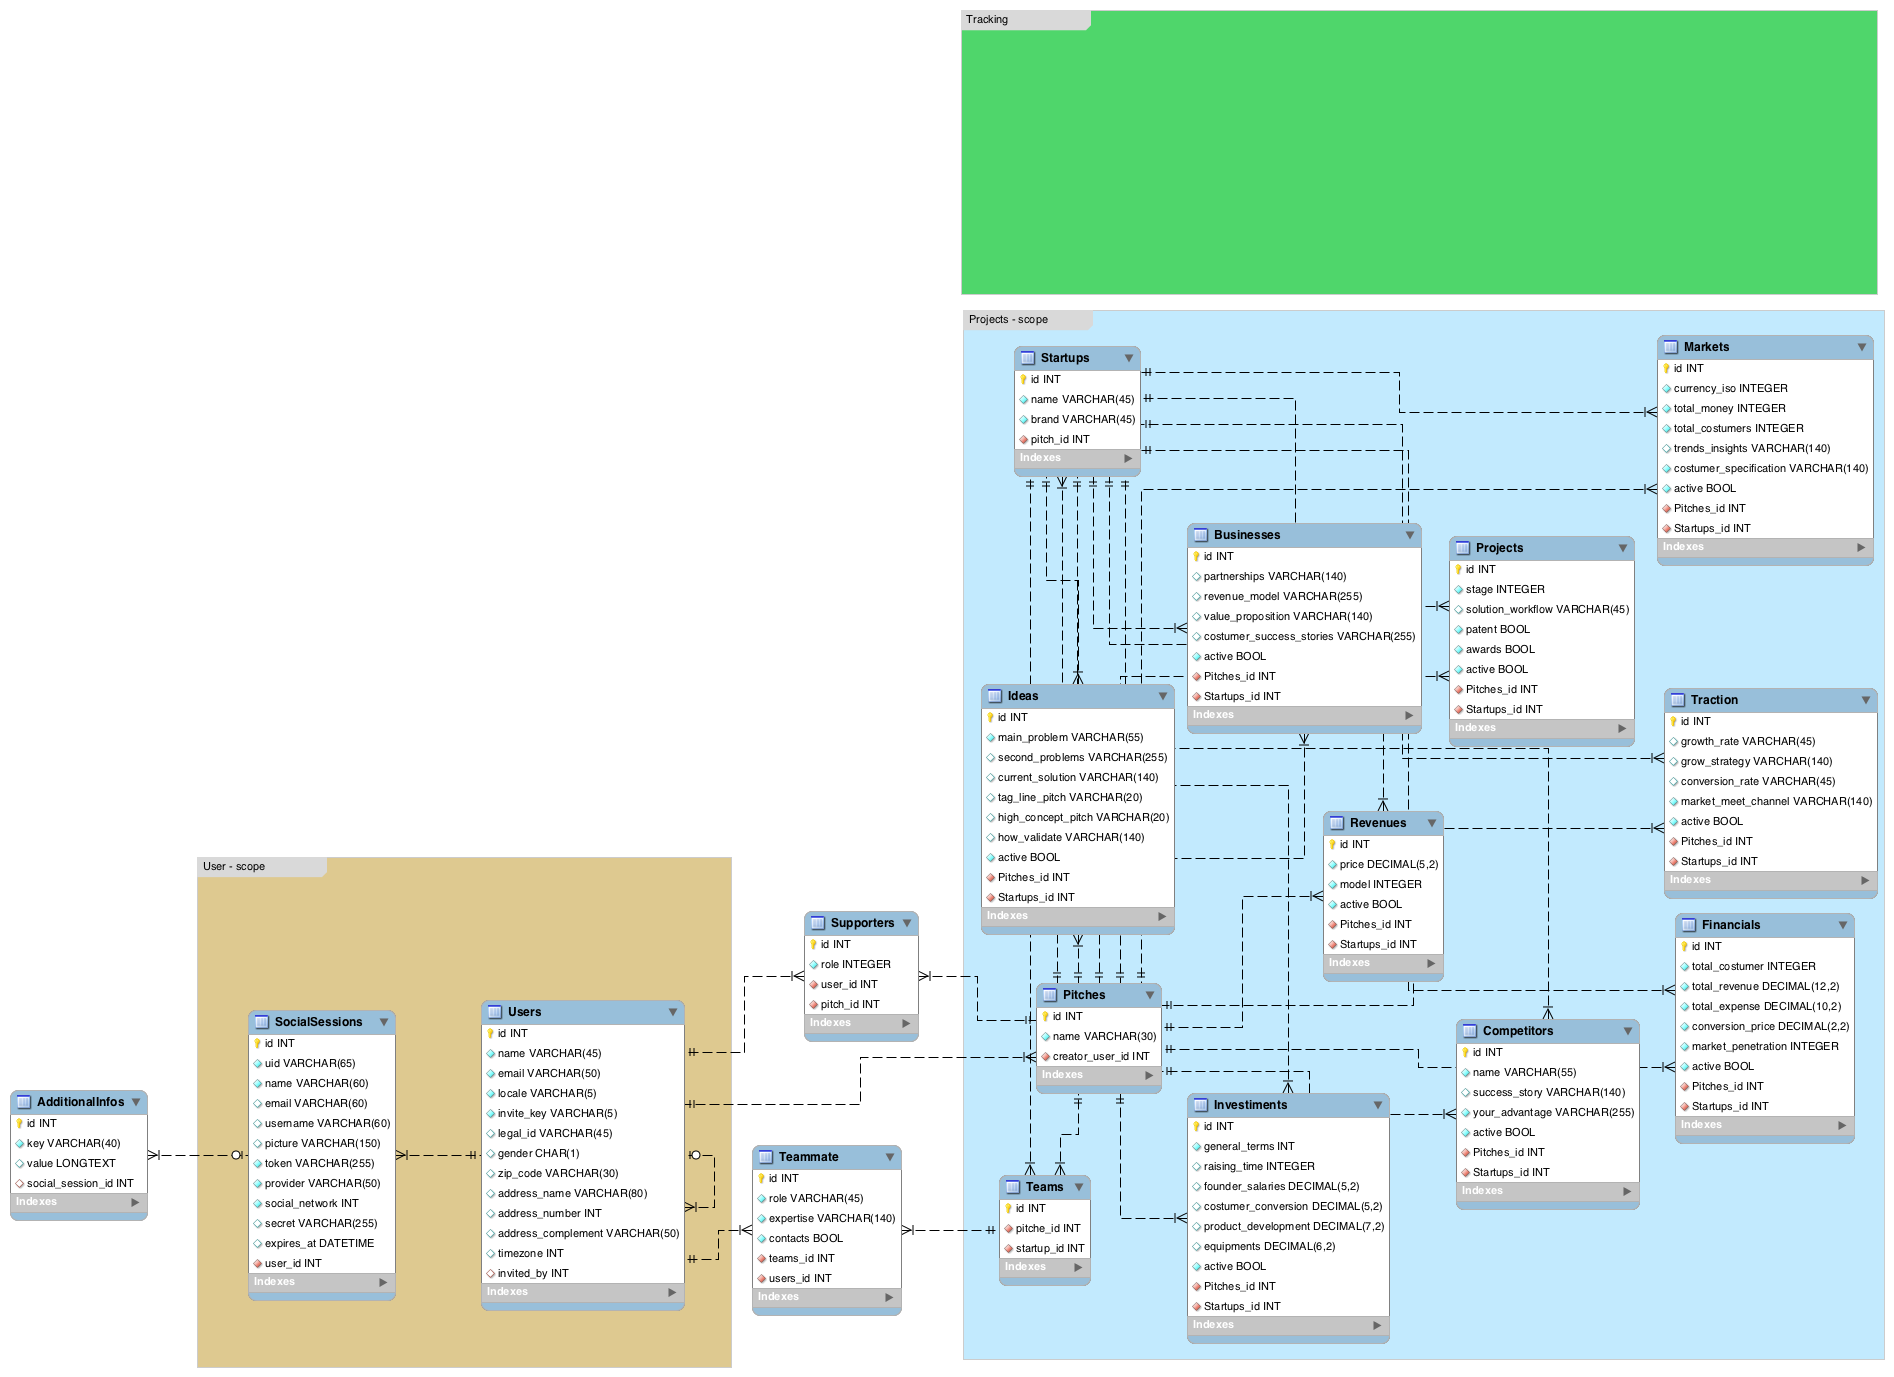 Tracking
Projects - scope
Startups
id INT
name VARCHAR(45)
brand VARCHAR(45)
pitch_id INT
Indexes
Markets
id INT
currency_iso INTEGER
total_money INTEGER
total_costumers INTEGER
trends_insights VARCHAR(140)
costumer_specification VARCHAR(140)
active BOOL
Pitches_id INT
Startups_id INT
Indexes
Businesses
id INT
partnerships VARCHAR(140)
revenue_model VARCHAR(255)
value_proposition VARCHAR(140)
costumer_success_stories VARCHAR(255)
active BOOL
Pitches_id INT
Startups_id INT
Indexes
Projects
id INT
stage INTEGER
solution_workflow VARCHAR(45)
patent BOOL
awards BOOL
active BOOL
Pitches_id INT
Startups_id INT
Indexes
Ideas
id INT
main_problem VARCHAR(55)
second_problems VARCHAR(255)
current_solution VARCHAR(140)
tag_line_pitch VARCHAR(20)
high_concept_pitch VARCHAR(20)
how_validate VARCHAR(140)
active BOOL
Pitches_id INT
Startups_id INT
Indexes
Traction
id INT
growth_rate VARCHAR(45)
grow_strategy VARCHAR(140)
conversion_rate VARCHAR(45)
market_meet_channel VARCHAR(140)
active BOOL
Pitches_id INT
Startups_id INT
Indexes
Revenues
id INT
price DECIMAL(5,2)
model INTEGER
active BOOL
Pitches_id INT
Startups_id INT
Indexes
User - scope
Supporters
id INT
role INTEGER
user_id INT
pitch_id INT
Indexes
Financials
id INT
total_costumer INTEGER
total_revenue DECIMAL(12,2)
total_expense DECIMAL(10,2)
conversion_price DECIMAL(2,2)
market_penetration INTEGER
active BOOL
Pitches_id INT
Startups_id INT
Indexes
Pitches
id INT
name VARCHAR(30)
creator_user_id INT
Indexes
Users
id INT
name VARCHAR(45)
email VARCHAR(50)
locale VARCHAR(5)
invite_key VARCHAR(5)
legal_id VARCHAR(45)
gender CHAR(1)
zip_code VARCHAR(30)
address_name VARCHAR(80)
address_number INT
address_complement VARCHAR(50)
timezone INT
invited_by INT
Indexes
SocialSessions
id INT
uid VARCHAR(65)
name VARCHAR(60)
email VARCHAR(60)
username VARCHAR(60)
picture VARCHAR(150)
token VARCHAR(255)
provider VARCHAR(50)
social_network INT
secret VARCHAR(255)
expires_at DATETIME
user_id INT
Indexes
Competitors
id INT
name VARCHAR(55)
success_story VARCHAR(140)
your_advantage VARCHAR(255)
active BOOL
Pitches_id INT
Startups_id INT
Indexes
AdditionalInfos
id INT
key VARCHAR(40)
value LONGTEXT
social_session_id INT
Indexes
Investiments
id INT
general_terms INT
raising_time INTEGER
founder_salaries DECIMAL(5,2)
costumer_conversion DECIMAL(5,2)
product_development DECIMAL(7,2)
equipments DECIMAL(6,2)
active BOOL
Pitches_id INT
Startups_id INT
Indexes
Teammate
id INT
role VARCHAR(45)
expertise VARCHAR(140)
contacts BOOL
teams_id INT
users_id INT
Indexes
Teams
id INT
pitche_id INT
startup_id INT
Indexes